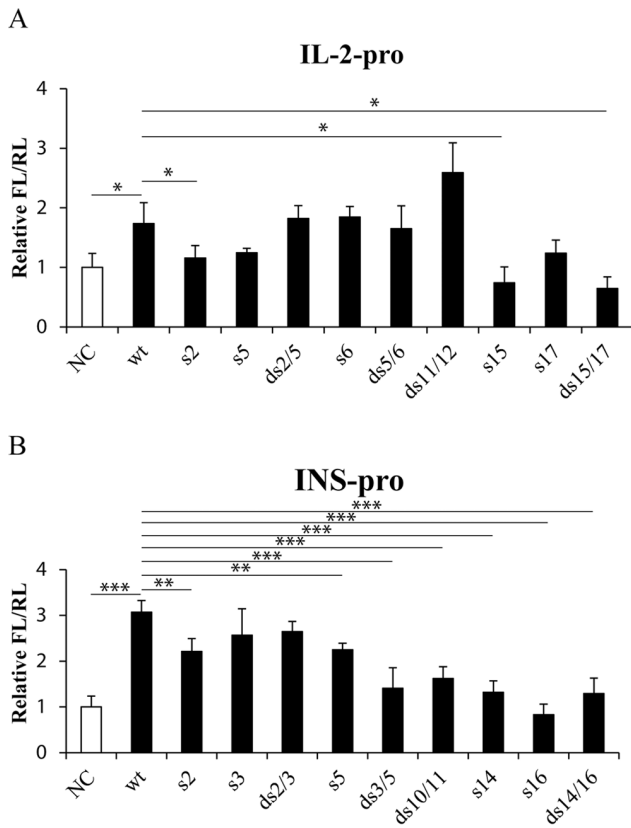 A
IL-2-pro
Relative FL/RL
4
3
2
1
0
*
*
*
*
NC
wt
s2
s5
ds2/5
s6
ds5/6
ds11/12
s15
s17
ds15/17
B
INS-pro
Relative FL/RL
4
3
2
1
0
***
***
***
***
***
**
***
**
NC
wt
s2
s3
ds2/3
s5
ds3/5
ds10/11
s14
s16
ds14/16